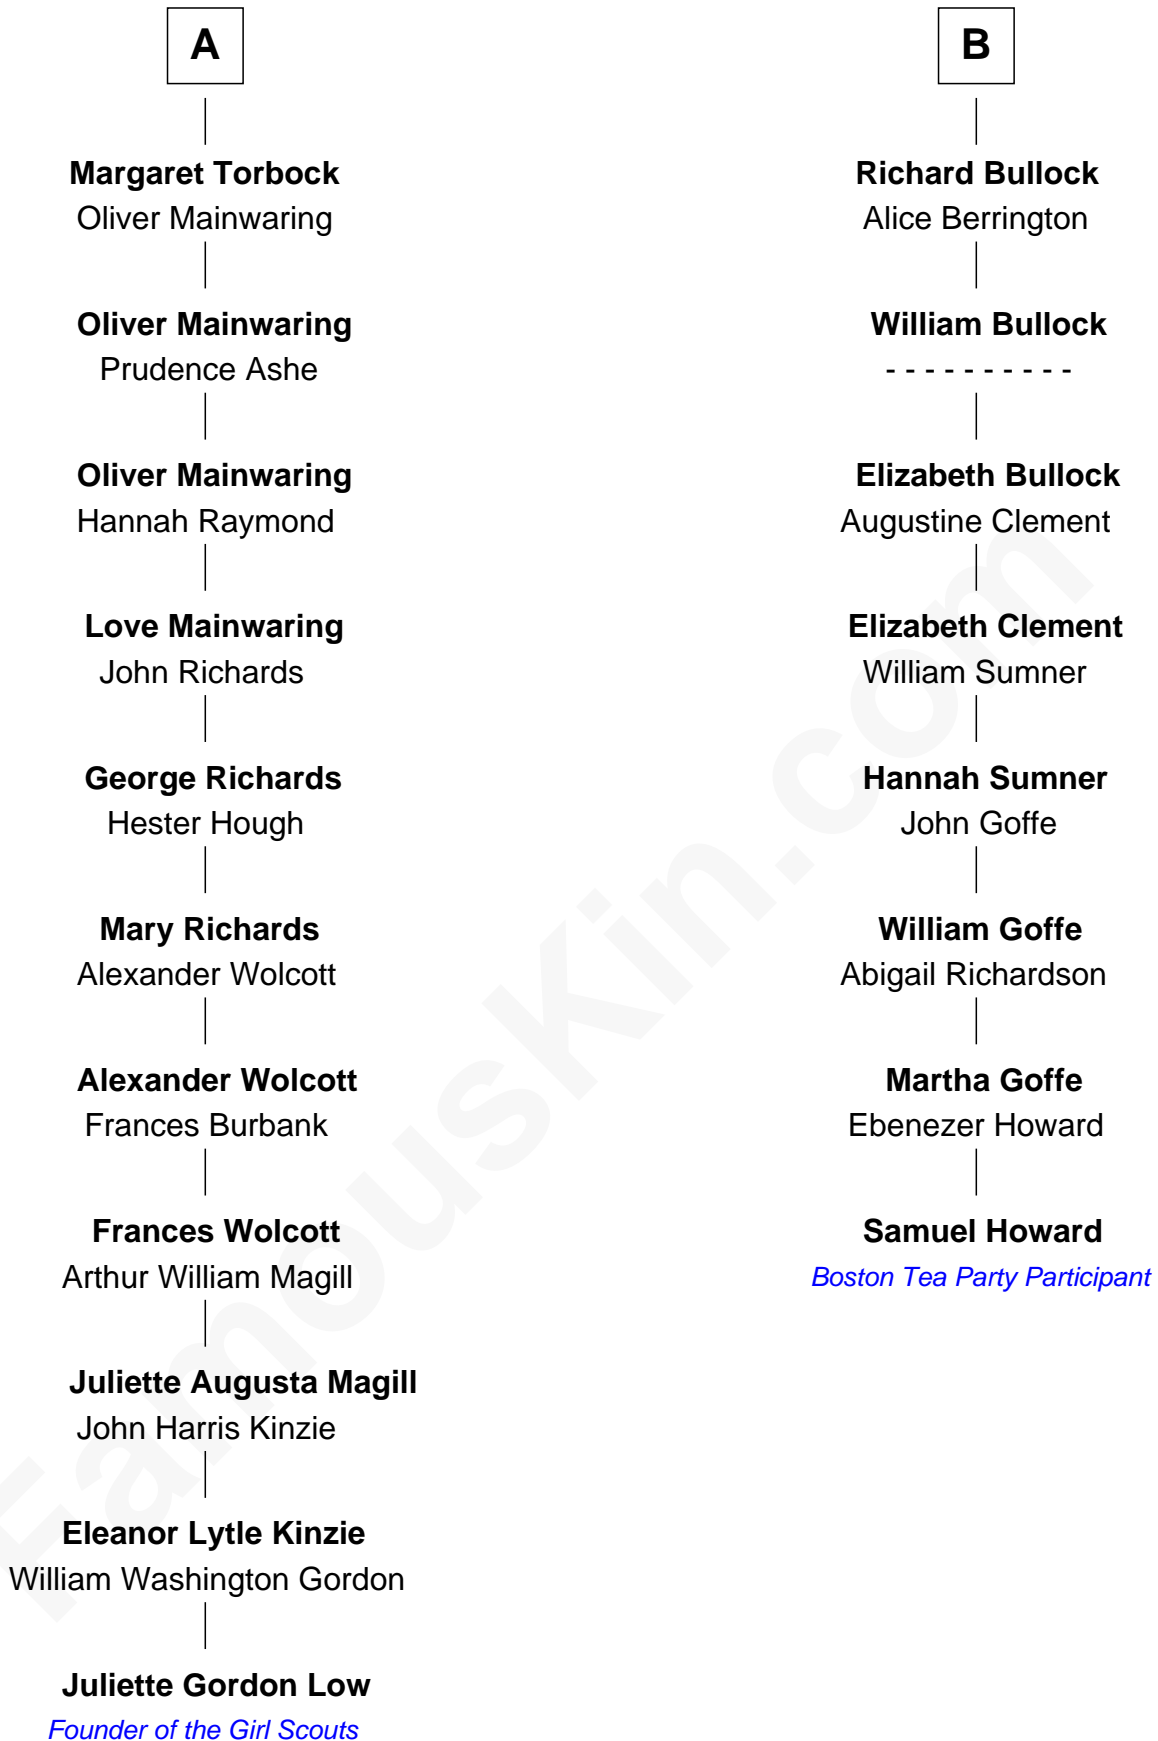 A
Margaret Torbock
Oliver Mainwaring
Oliver Mainwaring
Prudence Ashe
Oliver Mainwaring
Hannah Raymond
Love Mainwaring
John Richards
George Richards
Hester Hough
Mary Richards
Alexander Wolcott
Alexander Wolcott
Frances Burbank
Frances Wolcott
Arthur William Magill
Juliette Augusta Magill
John Harris Kinzie
Eleanor Lytle Kinzie
William Washington Gordon
Juliette Gordon Low
Founder of the Girl Scouts
B
Richard Bullock
Alice Berrington
William Bullock
- - - - - - - - - -
Elizabeth Bullock
Augustine Clement
Elizabeth Clement
William Sumner
Hannah Sumner
John Goffe
William Goffe
Abigail Richardson
Martha Goffe
Ebenezer Howard
Samuel Howard
Boston Tea Party Participant
FamousKin.com